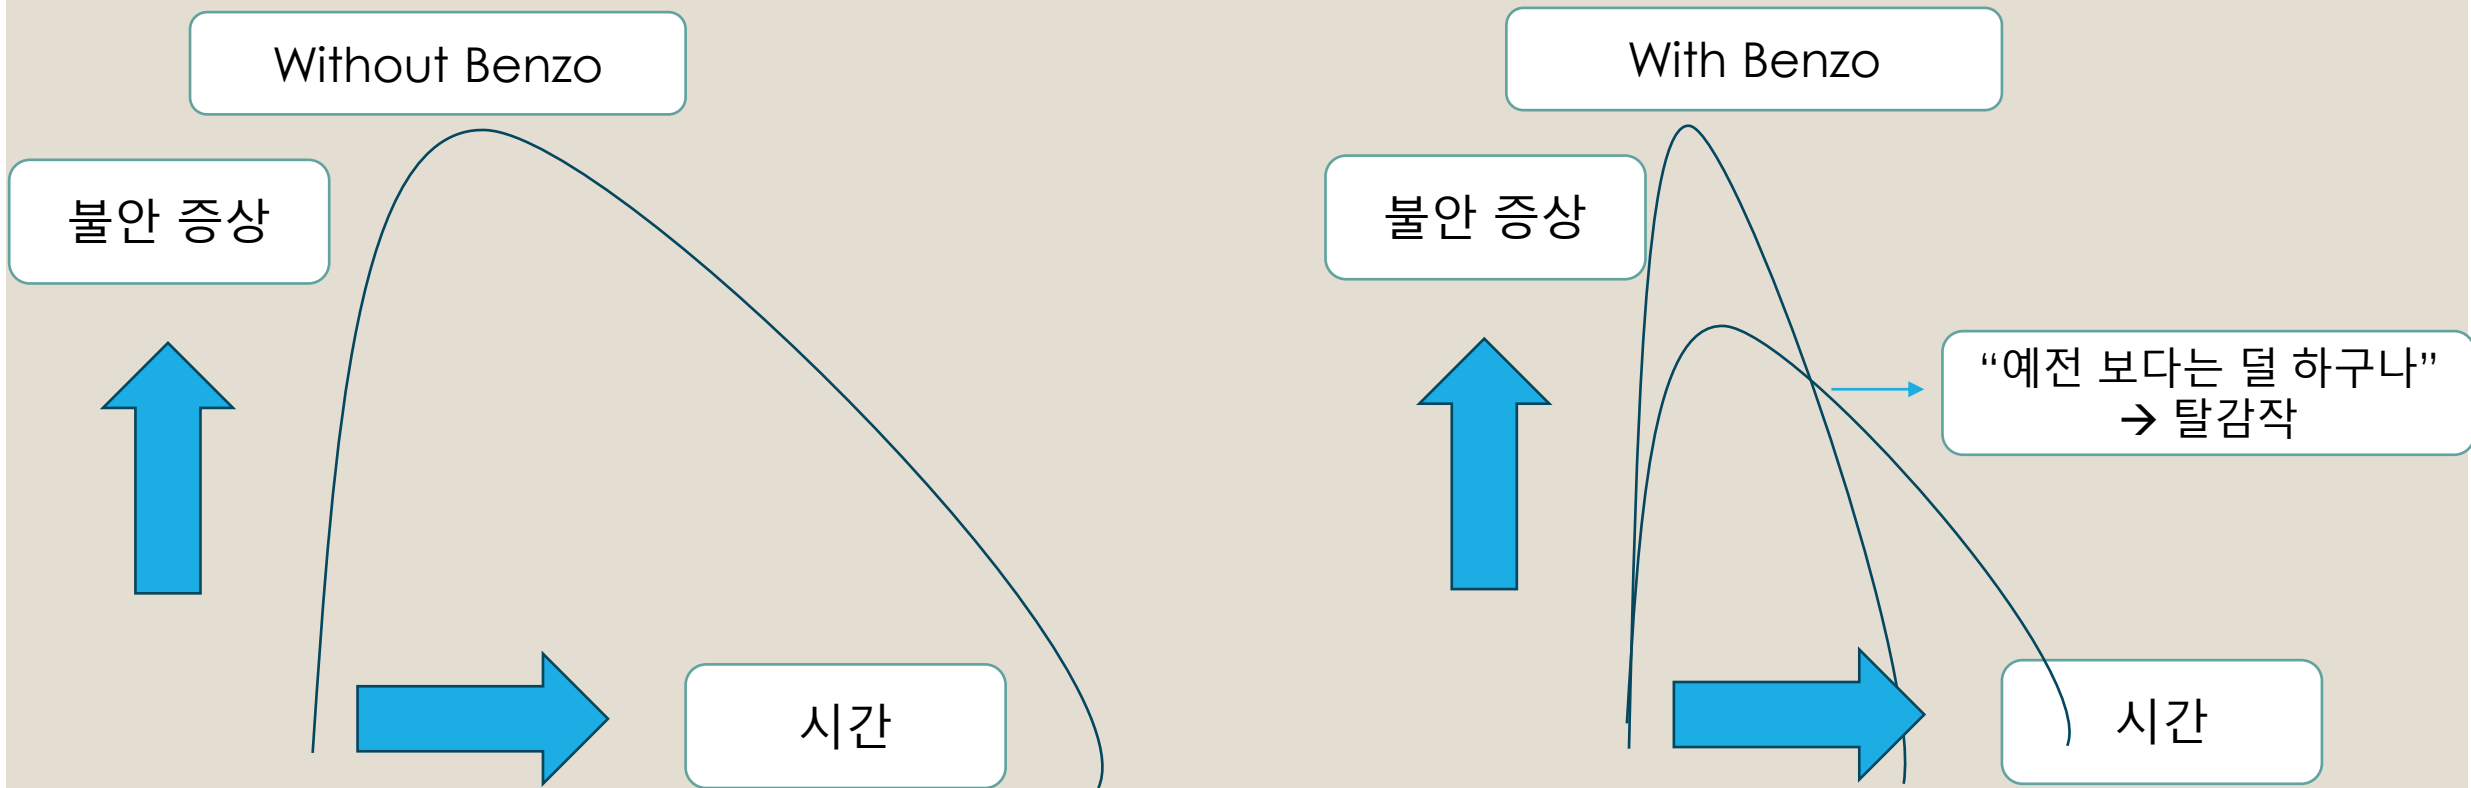 Without Benzo
불안 증상
시간
With Benzo
불안 증상
“예전 보다는 덜 하구나”
→ 탈감작
시간